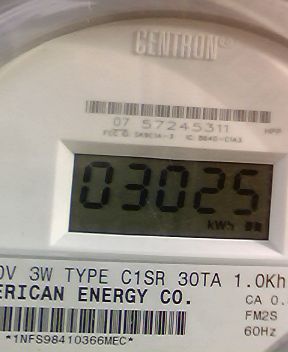 CENTRON®
07 57245311
HPP
03025
kWh
0V 3W TYPE C1SR 30TA 1.0Kh
ERICAN ENERGY CO.
CA 0.
FM2S
60Hz
*1NFS98410366MEC*